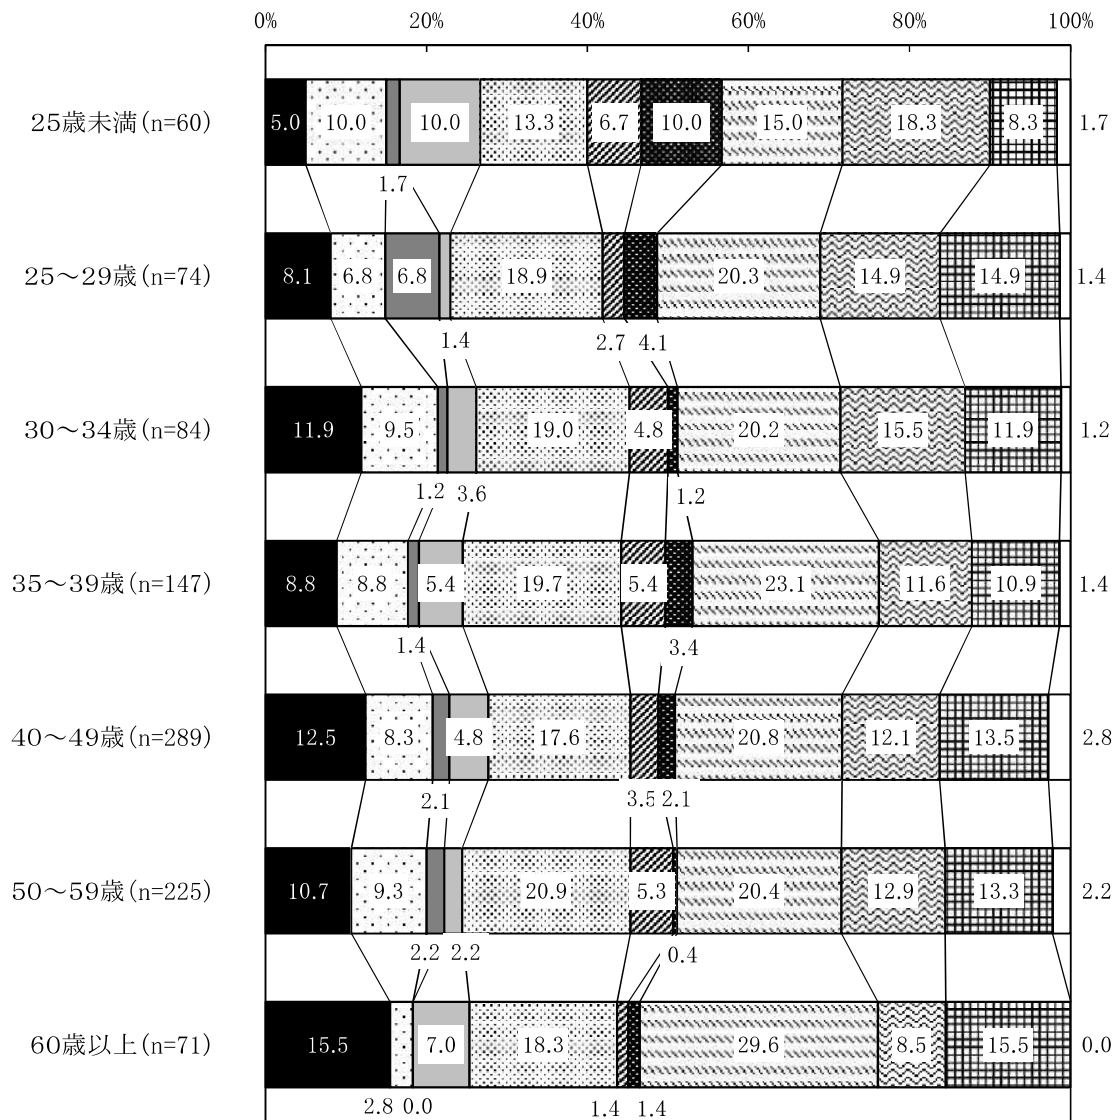 0% 20% 40% 60% 80% 100%
25歳未満(n=60) 5.0 10.0 10.0 13.3 6.7 10.0 15.0 18.3 8.3 1.7
1.7
25～29歳(n=74) 8.1 6.8 6.8 18.9 20.3 14.9 14.9 1.4
1.4 2.7 4.1
30～34歳(n=84) 11.9 9.5 19.0 4.8 20.2 15.5 11.9 1.2
1.2 3.6 1.2
35～39歳(n=147) 8.8 8.8 5.4 19.7 5.4 23.1 11.6 10.9 1.4
1.4 3.4
40～49歳(n=289) 12.5 8.3 4.8 17.6 20.8 12.1 13.5 2.8
2.1 3.5 2.1
50～59歳(n=225) 10.7 9.3 20.9 5.3 20.4 12.9 13.3 2.2
2.2 2.2 0.4
60歳以上(n=71) 15.5 7.0 18.3 29.6 8.5 15.5 0.0
2.8 0.0 1.4 1.4